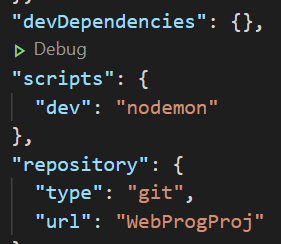 "devDependencies": {},
Debug
"scripts": {
"dev": "nodemon"
},
"repository": {
"type": "git",
"url": "WebProgProj"